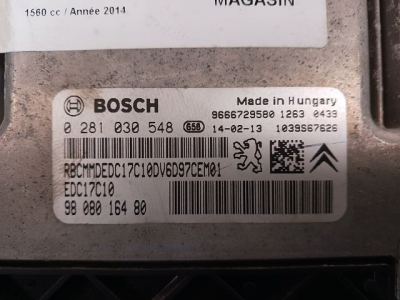 1560 cc / Année 2014
MAGASIN
BOSCH
Made in Hungary
9666729580 1263 0433
0 281 030 548 658 14-02-13 1039S67626
RBCMMDEDC17C10DV6D97CEM01
EDC17C10
98 080 164 80